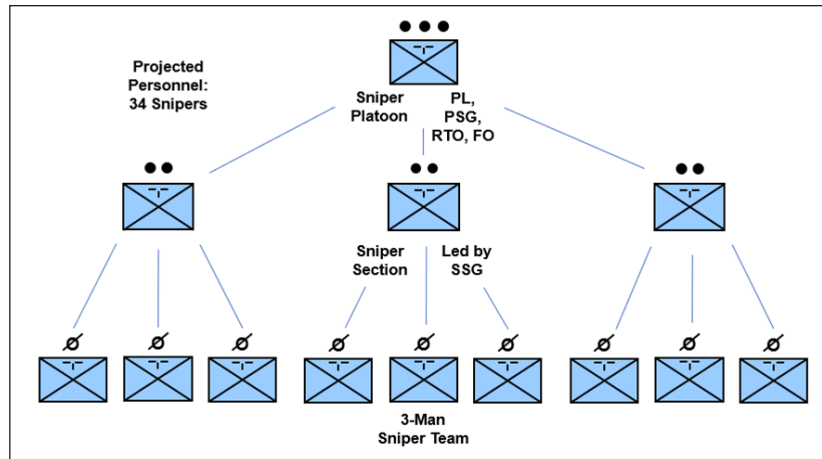 Projected
Personnel:
34 Snipers
Sniper
Platoon
PL,
PSG,
RTO, FO
Sniper
Section
Led by
SSG
3-Man
Sniper Team